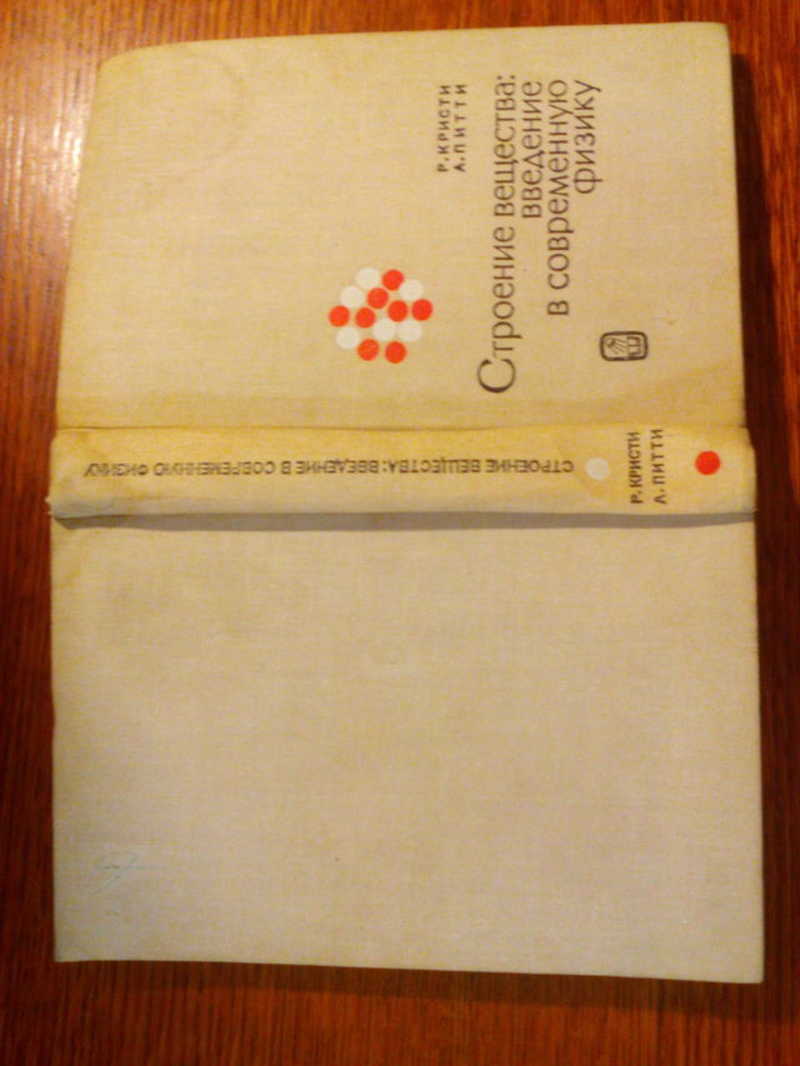 Р. КРИСТИ
А. ПИТТИ
Строение вещества:
введение
в современную
физику
СТРОЕНИЕ ВЕЩЕСТВА: ВВЕДЕНИЕ В СОВРЕМЕННУЮ ФИЗИКУ
Р. КРИСТИ
А. ПИТТИ